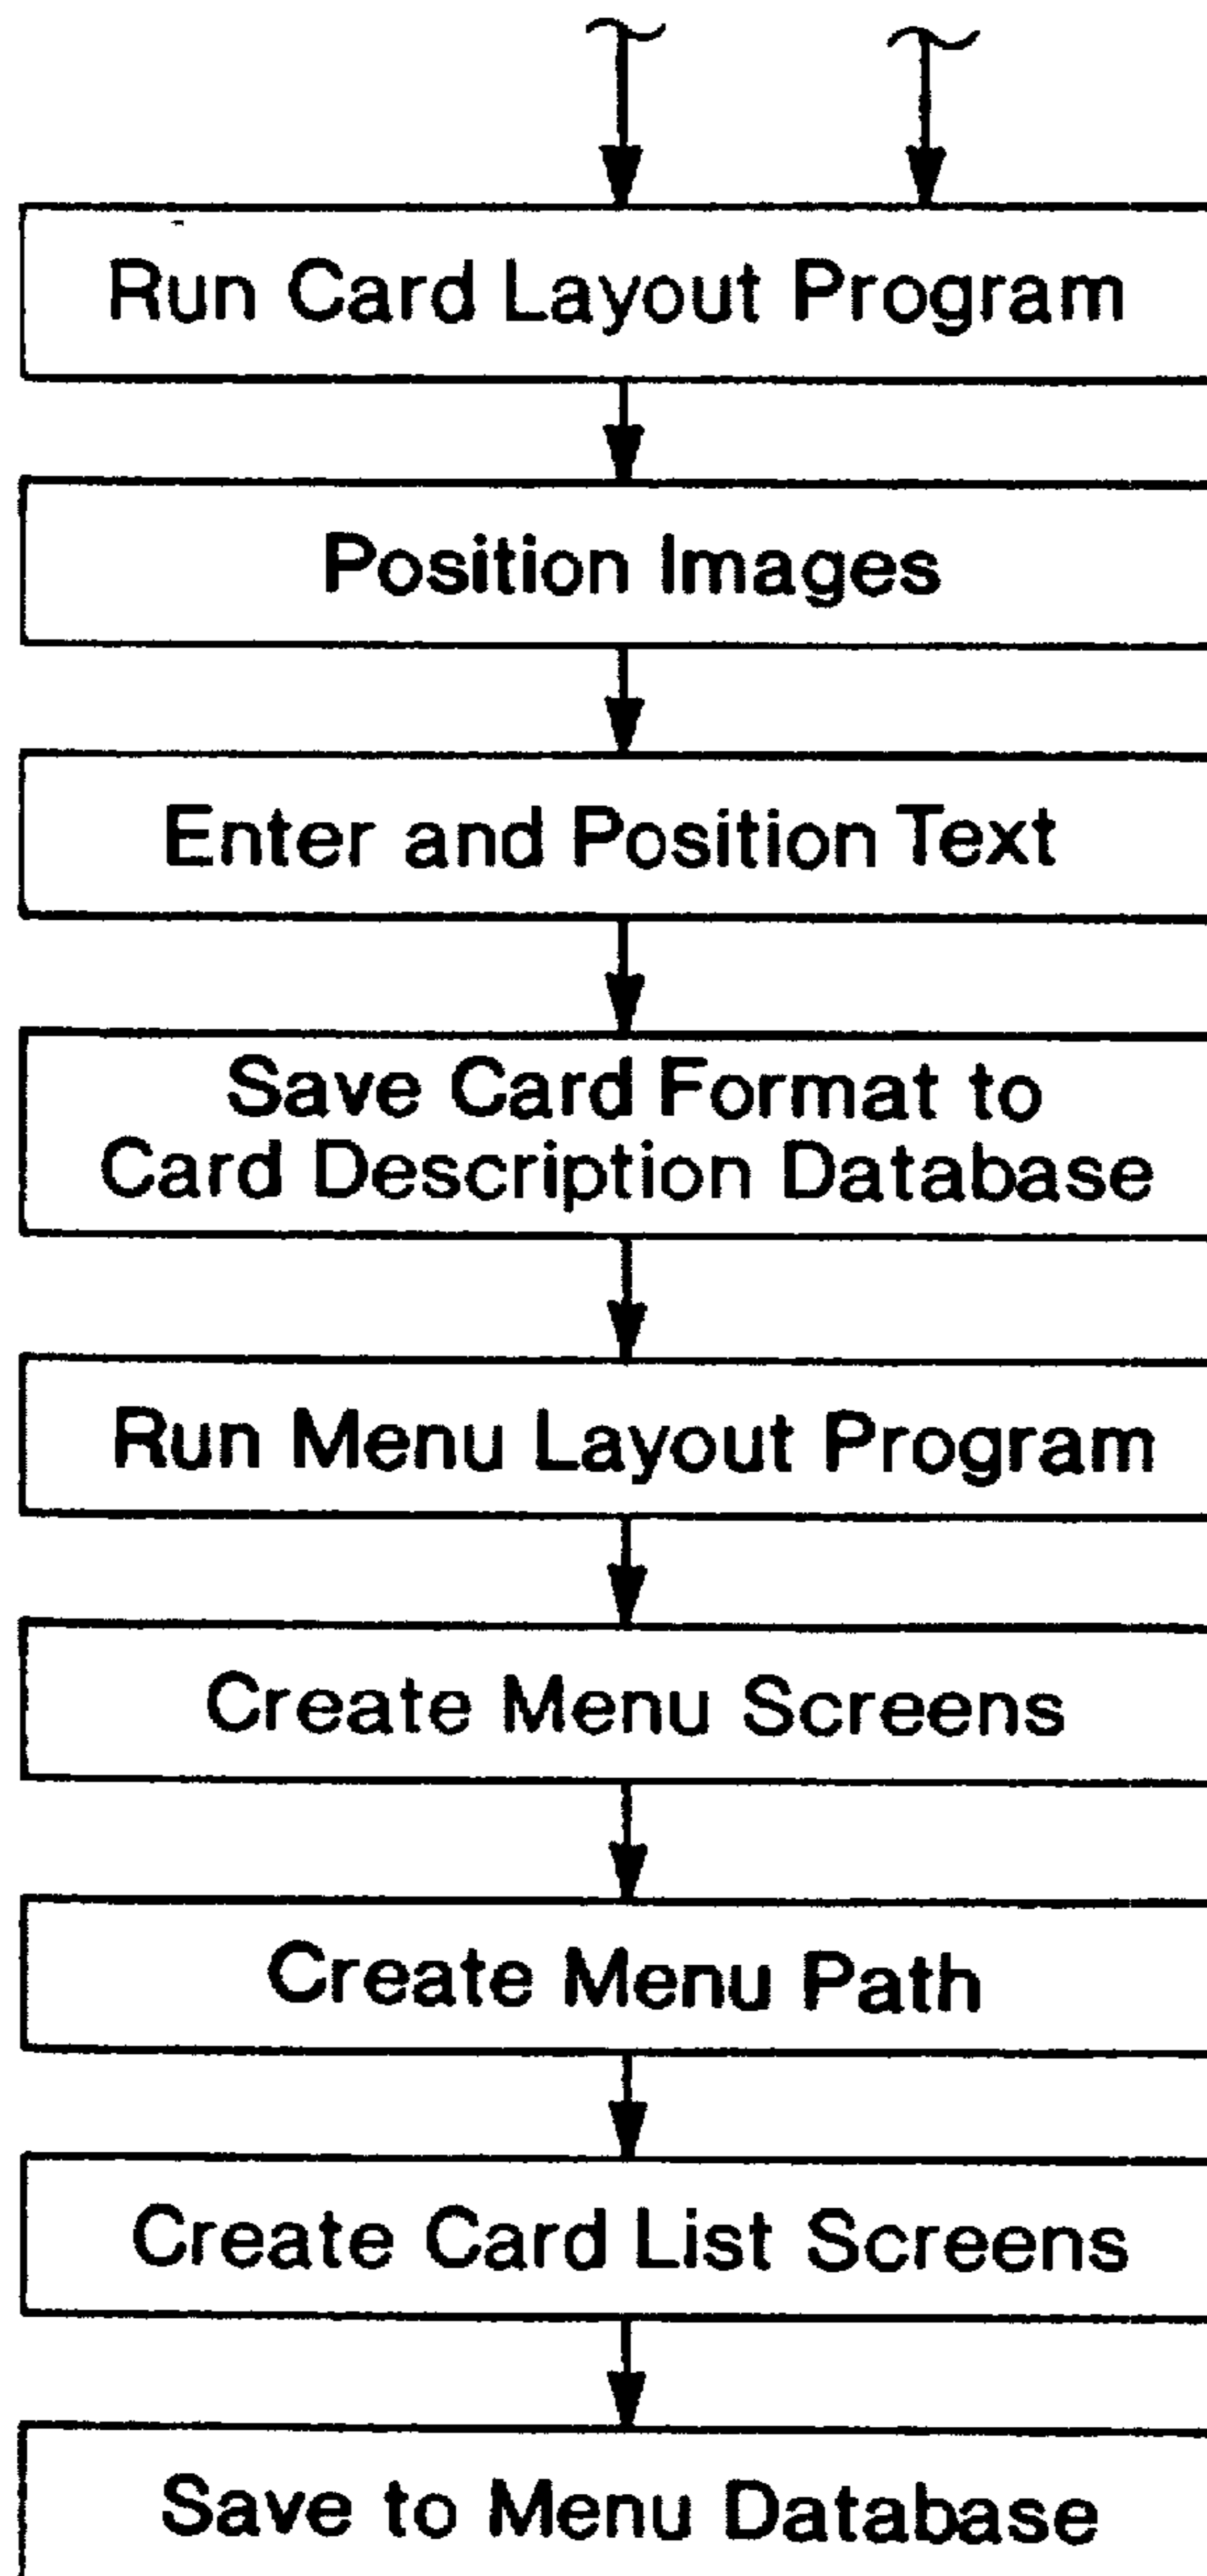 Run Card Layout Program
Position Images
Enter and Position Text
Save Card Format to
Card Description Database
Run Menu Layout Program
Create Menu Screens
Create Menu Path
Create Card List Screens
Save to Menu Database